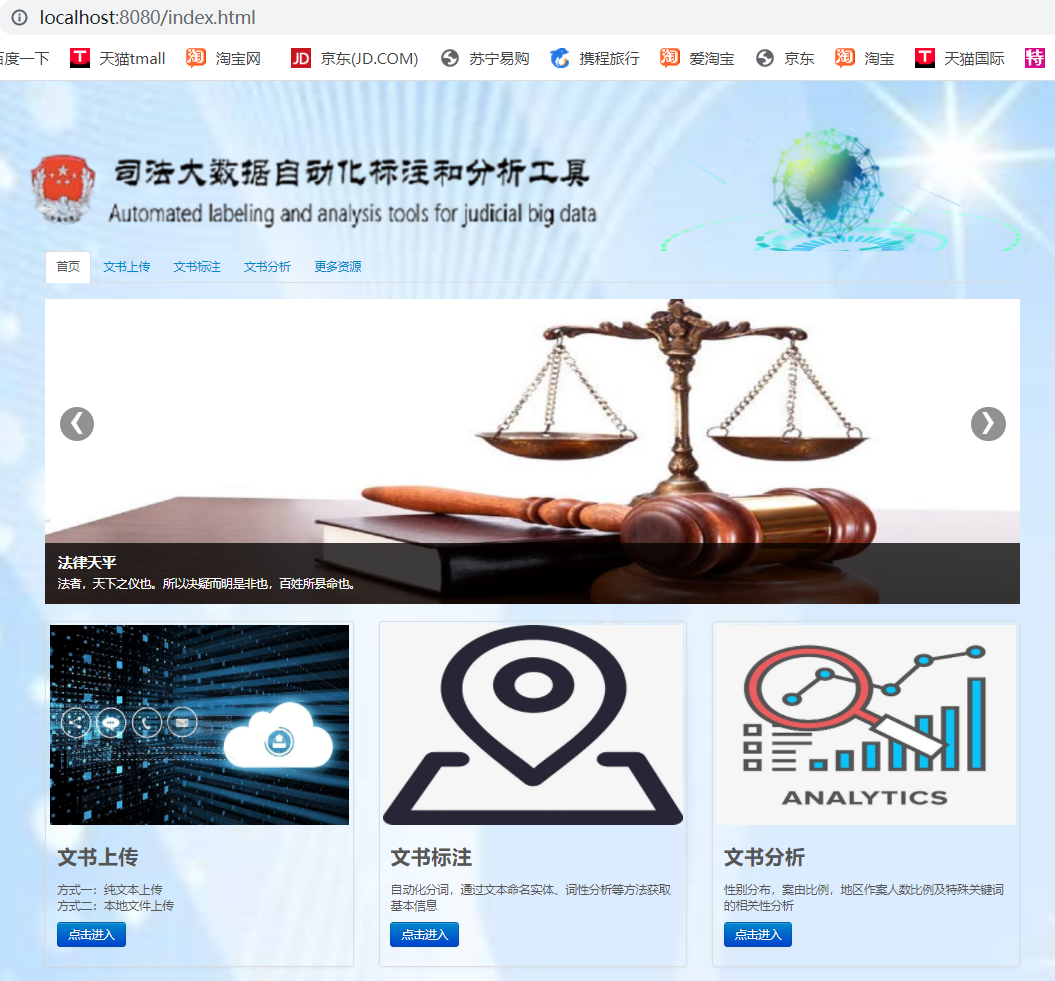 localhost:8080/index.html
百度一下 天猫tmall 淘宝网 京东(JD.COM) 苏宁易购 携程旅行 爱淘宝 京东 淘宝 天猫国际 特
司法大数据自动化标注和分析工具
Automated labeling and analysis tools for judicial big data
首页 文书上传 文书标注 文书分析 更多资源
法律天平
法者，天下之仪也。所以决疑而明是非也，百姓所县命也。
ANALYTICS
文书上传
方式一：纯文本上传
方式二：本地文件上传
点击进入
文书标注
自动化分词，通过文本命名实体、词性分析等方法获取
基本信息
点击进入
文书分析
性别分布，案由比例，地区作案人数比例及特殊关键词
的相关性分析
点击进入